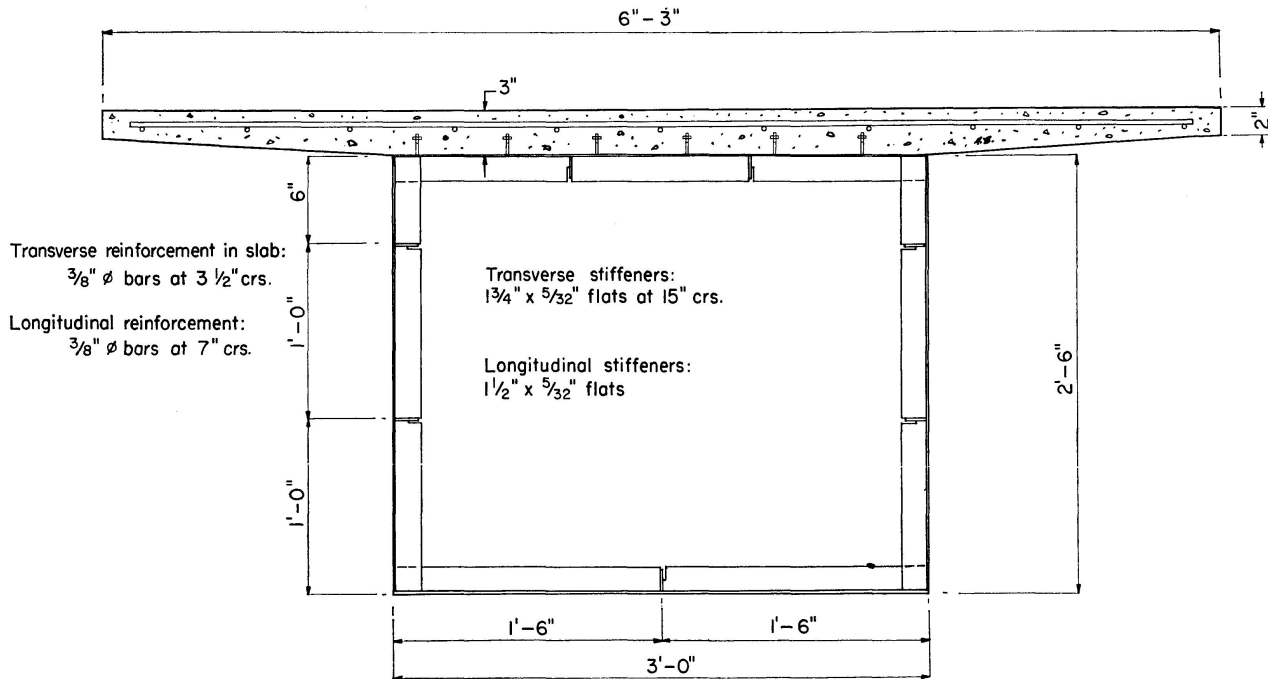 6"-3"
3"
2"
6"
Transverse reinforcement in slab:
3/8" ø bars at 3 1/2" crs.
1'-0"
Longitudinal reinforcement:
3/8" ø bars at 7" crs.
Transverse stiffeners:
1 3/4" x 5/32" flats at 15" crs.
Longitudinal stiffeners:
1 1/2" x 5/32" flats
2'-6"
1'-0"
1'-6"
1'-6"
3'-0"